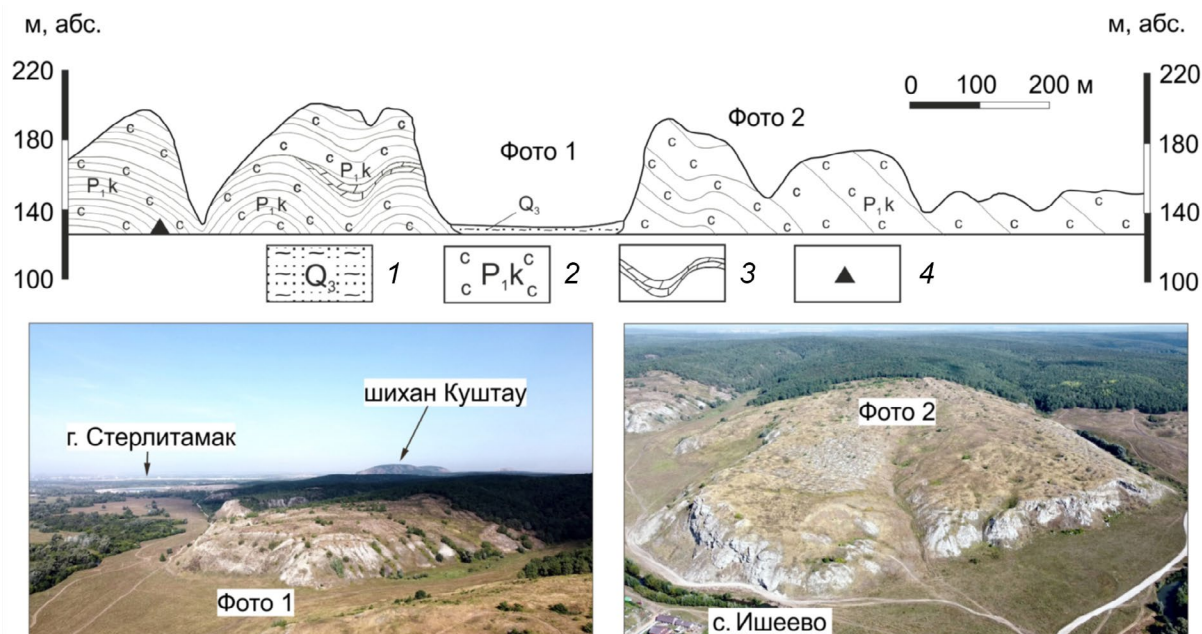 м, абс.
м, абс.
220
180
140
100
220
180
140
100
0 100 200 м
Фото 1
Фото 2
с с с с с с с с
P₁k
с с с с с с с с
P₁k
P₁k
Q₃
с с с с с с с с
P₁k
с с с с
Q₃ 1
с P₁k с с с 2
3
4
г. Стерлитамак
шихан Куштау
Фото 1
Фото 2
с. Ишеево